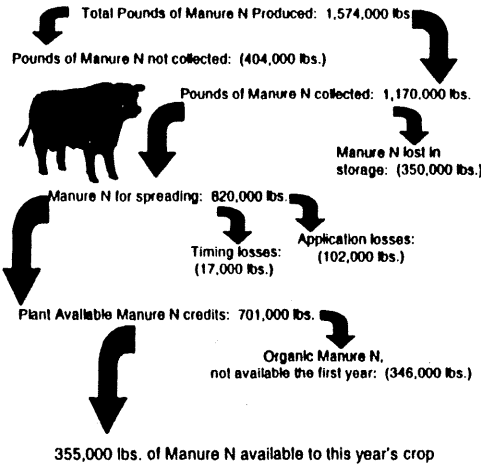 Total Pounds of Manure N Produced: 1,574,000 lbs
Pounds of Manure N not collected: (404,000 lbs.)
Pounds of Manure N collected: 1,170,000 lbs.
Manure N lost in
storage: (350,000 lbs.)
Manure N for spreading: 820,000 lbs.
Timing losses:
(17,000 lbs.)
Application losses:
(102,000 lbs.)
Plant Available Manure N credits: 701,000 lbs.
Organic Manure N,
not available the first year: (346,000 lbs.)
355,000 lbs. of Manure N available to this year's crop